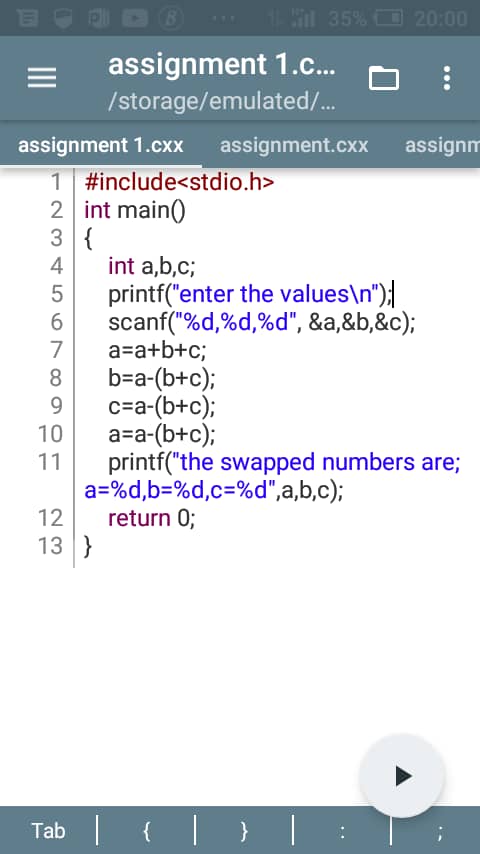 35% 20:00
assignment 1.c...
/storage/emulated/...
assignment 1.cxx assignment.cxx assignm
1 #include<stdio.h>
2 int main()
3 {
4 int a,b,c;
5 printf("enter the values\n");
6 scanf("%d,%d,%d", &a,&b,&c);
7 a=a+b+c;
8 b=a-(b+c);
9 c=a-(b+c);
10 a=a-(b+c);
11 printf("the swapped numbers are;
a=%d,b=%d,c=%d",a,b,c);
12 return 0;
13 }
Tab { } : ;